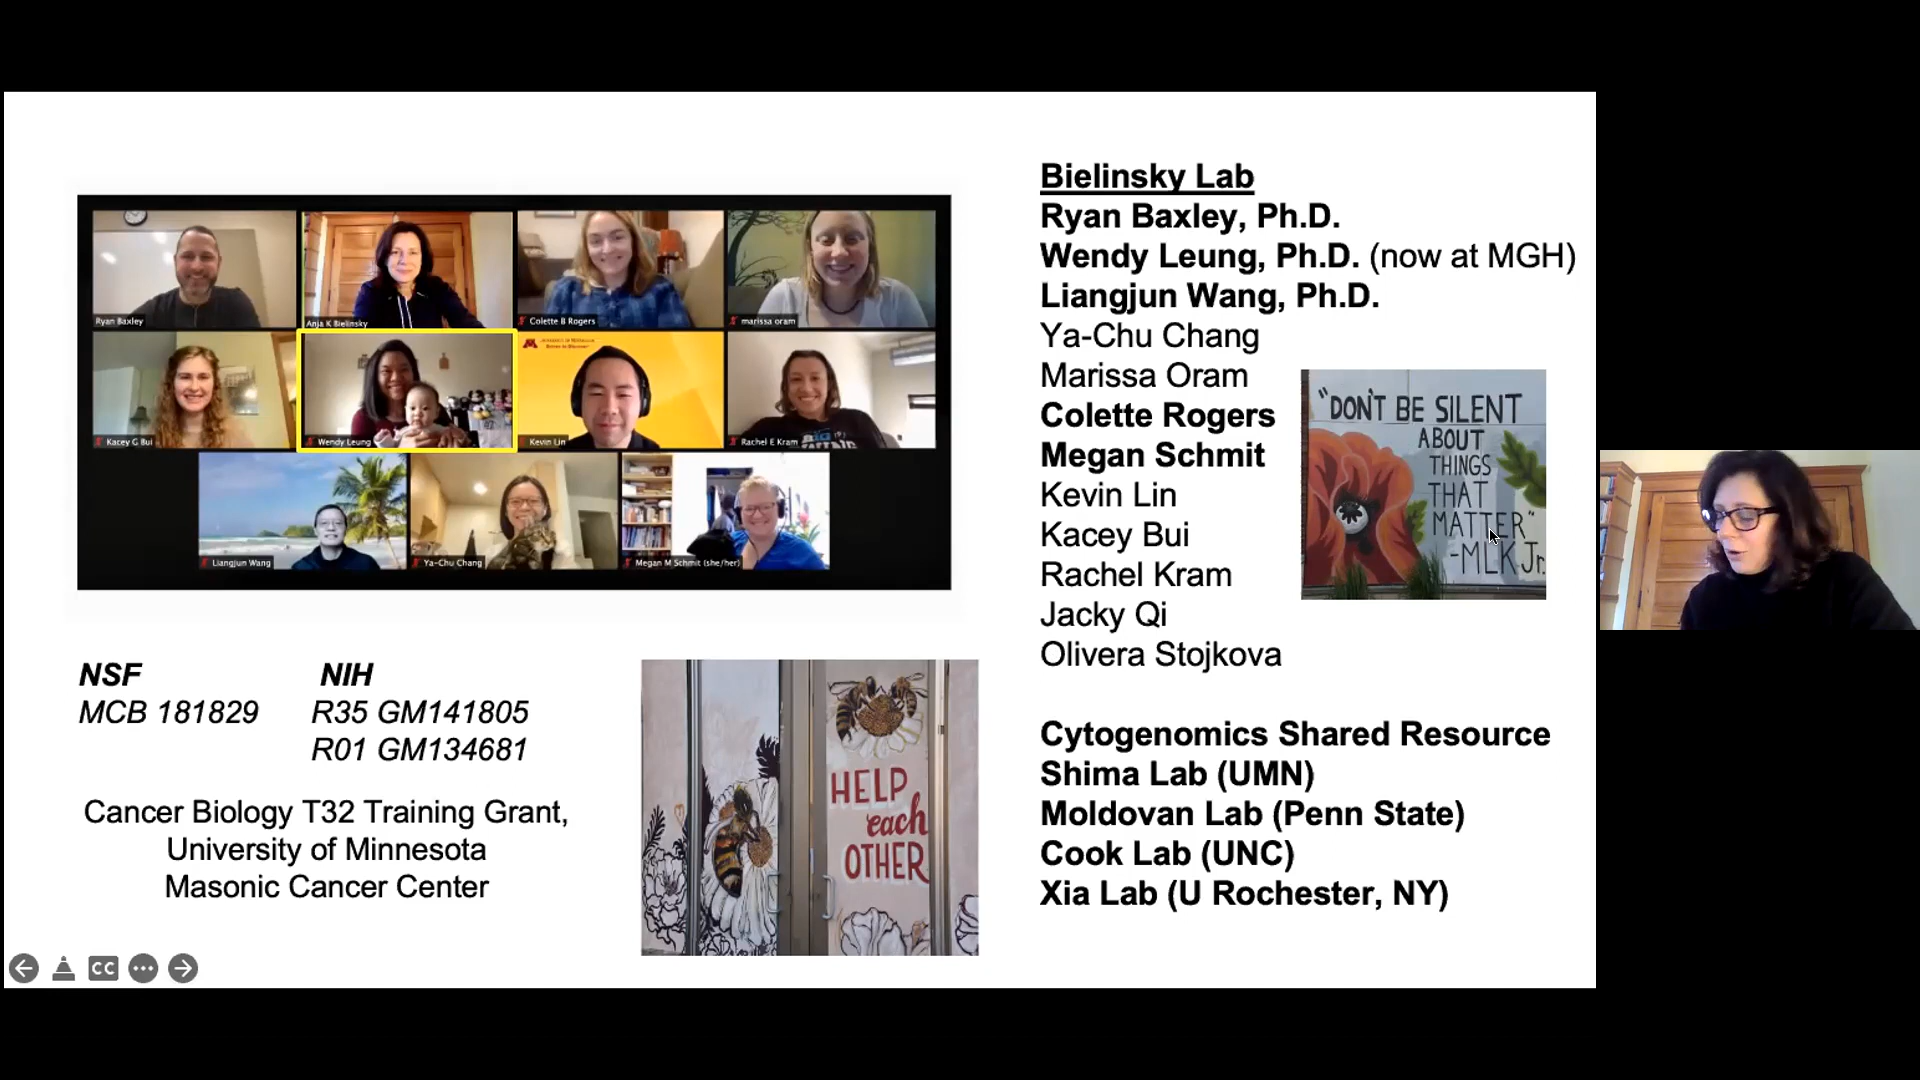 Ryan Baxley
Anja K Bielinsky
Colette B Rogers
marissa oram
Kacey G Bui
Wendy Leung
Kevin Lin
Rachel E Kram
Liangjun Wang
Ya-Chu Chang
Megan M Schmit (she/her)
NSF
MCB 181829
NIH
R35 GM141805
R01 GM134681
Cancer Biology T32 Training Grant,
University of Minnesota
Masonic Cancer Center
HELP
each
OTHER
Bielinsky Lab
Ryan Baxley, Ph.D.
Wendy Leung, Ph.D. (now at MGH)
Liangjun Wang, Ph.D.
Ya-Chu Chang
Marissa Oram
Colette Rogers
Megan Schmit
Kevin Lin
Kacey Bui
Rachel Kram
Jacky Qi
Olivera Stojkova
"DON'T BE SILENT
ABOUT
THINGS
THAT
MATTER"
-MLK Jr.
Cytogenomics Shared Resource
Shima Lab (UMN)
Moldovan Lab (Penn State)
Cook Lab (UNC)
Xia Lab (U Rochester, NY)
CC